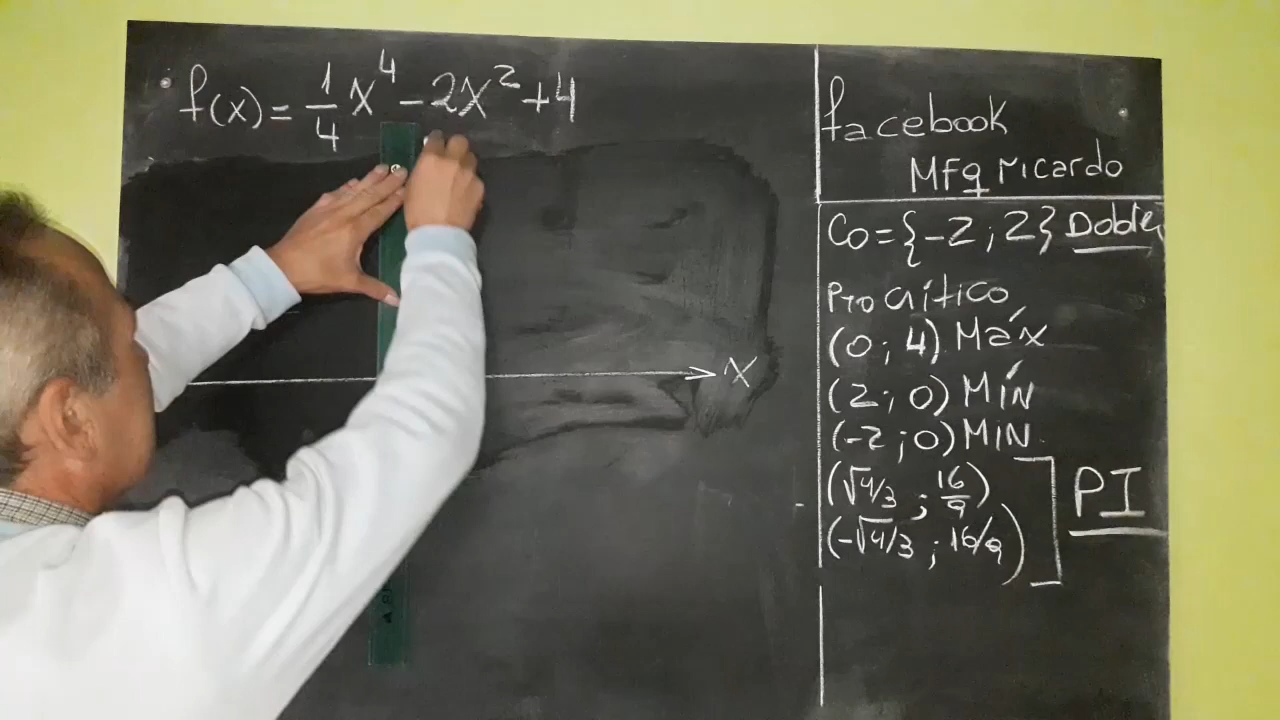 f(x) = 1/4 x⁴ - 2x² + 4
facebook
MFq ricardo
Co = {-2 ; 2} Doble
Pto Crítico
(0 ; 4) Máx
(2 ; 0) MÍN
(-2 ; 0) MIN
(√4/3 ; 16/9)
(-√4/3 ; 16/9)
PI
x